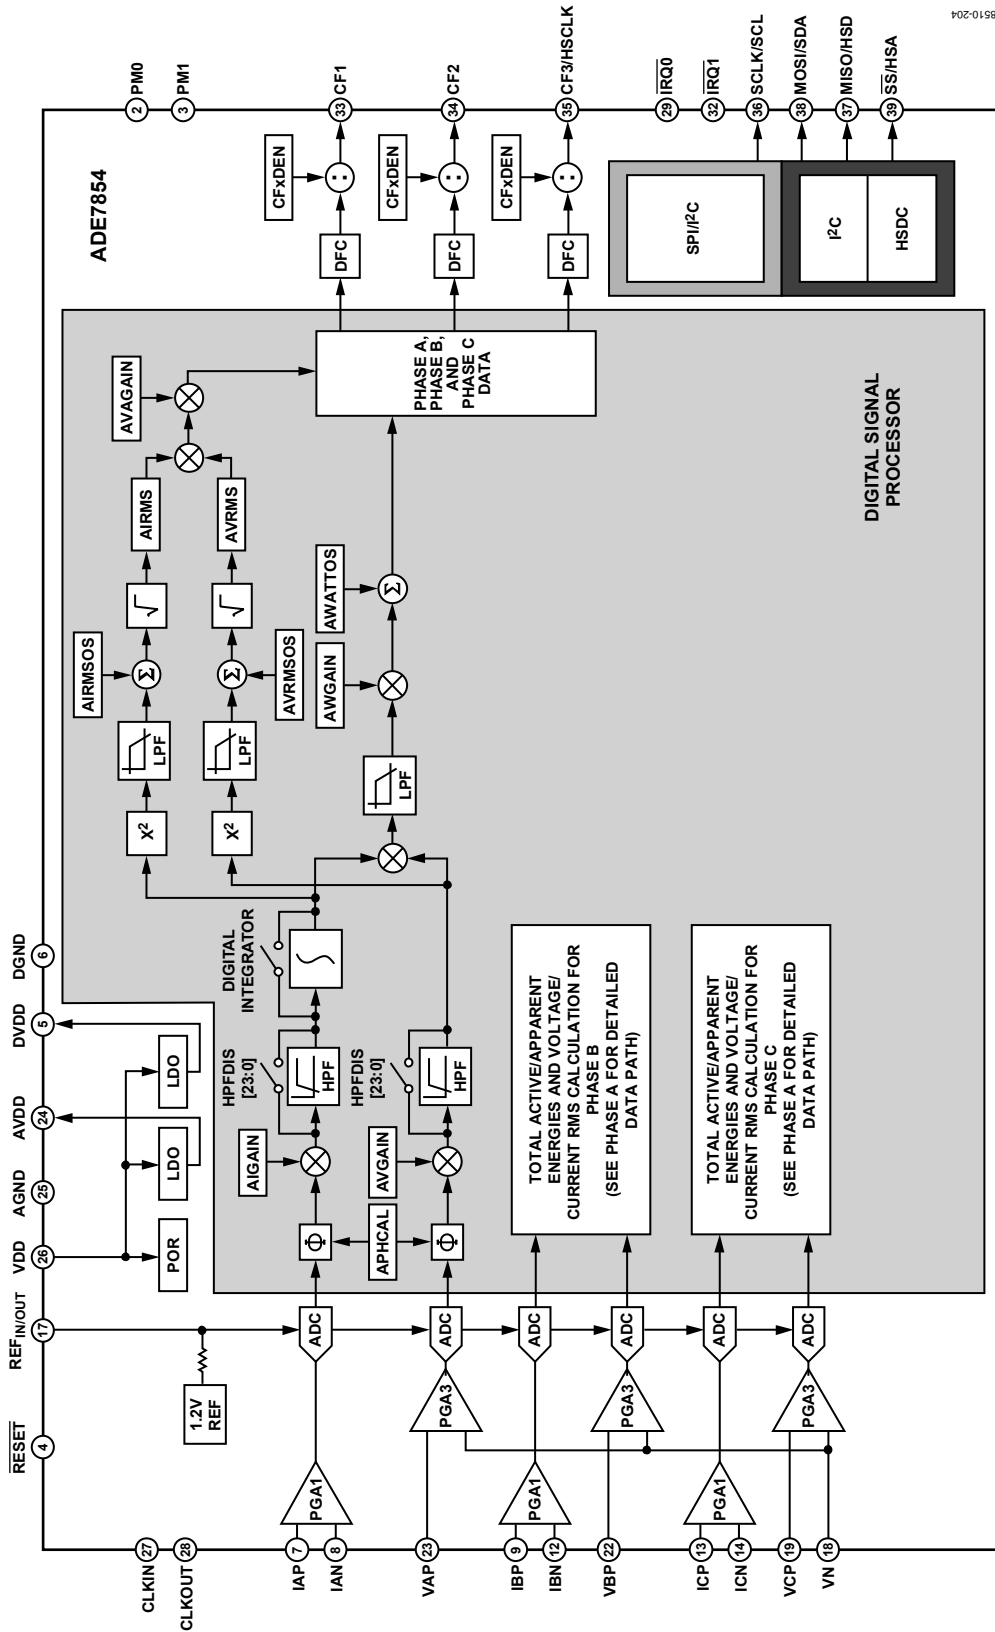 RESET
4
REFIN/OUT
17
VDD
26
AGND
25
AVDD
24
DVDD
5
DGND
6
CLKIN 27
CLKOUT 28
1.2V
REF
POR
LDO
LDO
ADE7854
2 PM0
3 PM1
IAP 7
IAN 8
PGA1
ADC
VAP 23
PGA3
ADC
IBP 9
IBN 12
PGA1
ADC
VBP 22
PGA3
ADC
ICP 13
ICN 14
PGA1
ADC
VCP 19
VN 18
PGA3
ADC
APHCAL
Φ
Φ
AIGAIN
AVGAIN
HPFDIS
[23:0]
HPF
HPFDIS
[23:0]
HPF
DIGITAL
INTEGRATOR
∫
X²
LPF
AIRMSOS
Σ
√
AIRMS
X²
LPF
AVRMSOS
Σ
√
AVRMS
AVAGAIN
LPF
AWGAIN
AWATTOS
Σ
PHASE A,
PHASE B,
AND
PHASE C
DATA
TOTAL ACTIVE/APPARENT
ENERGIES AND VOLTAGE/
CURRENT RMS CALCULATION FOR
PHASE B
(SEE PHASE A FOR DETAILED
DATA PATH)
TOTAL ACTIVE/APPARENT
ENERGIES AND VOLTAGE/
CURRENT RMS CALCULATION FOR
PHASE C
(SEE PHASE A FOR DETAILED
DATA PATH)
DIGITAL SIGNAL
PROCESSOR
DFC
CFxDEN
:
33 CF1
DFC
CFxDEN
:
34 CF2
DFC
CFxDEN
:
35 CF3/HSCLK
29 IRQ0
32 IRQ1
SPI/I²C
I²C
HSDC
36 SCLK/SCL
38 MOSI/SDA
37 MISO/HSD
39 SS/HSA
8510-204